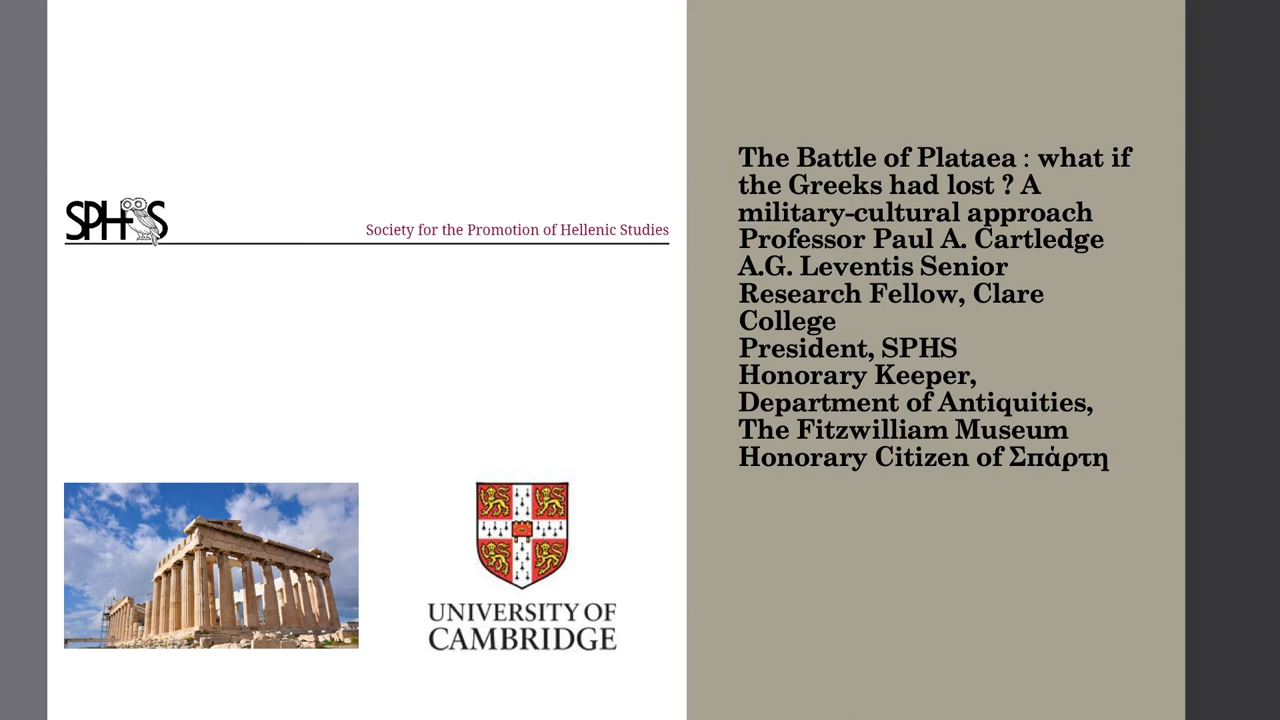 SPHS
Society for the Promotion of Hellenic Studies
UNIVERSITY OF
CAMBRIDGE
The Battle of Plataea : what if
the Greeks had lost ? A
military-cultural approach
Professor Paul A. Cartledge
A.G. Leventis Senior
Research Fellow, Clare
College
President, SPHS
Honorary Keeper,
Department of Antiquities,
The Fitzwilliam Museum
Honorary Citizen of Σπάρτη